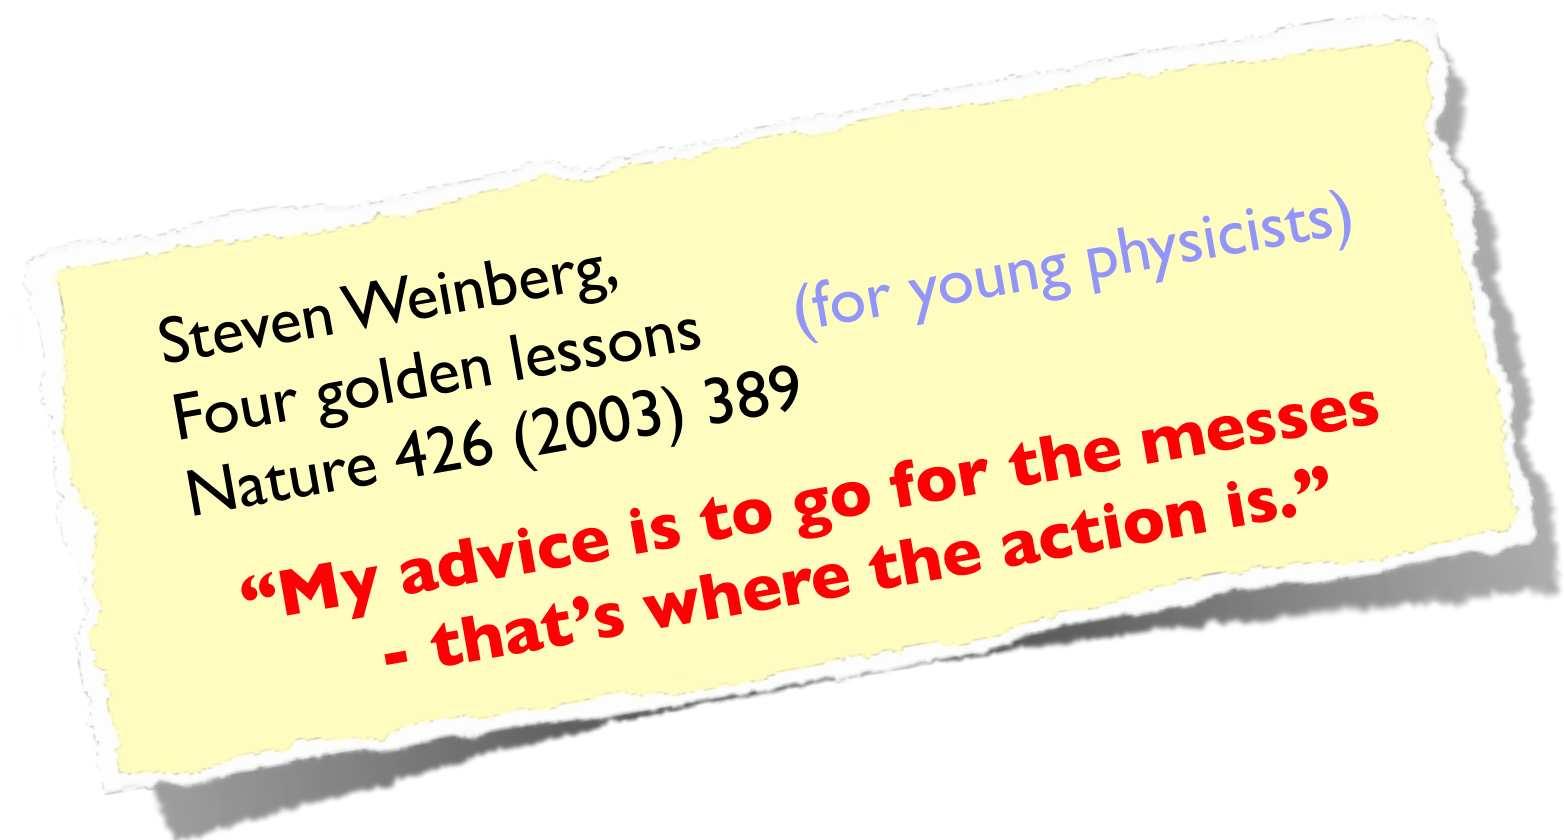 Steven Weinberg,
Four golden lessons (for young physicists)
Nature 426 (2003) 389
“My advice is to go for the messes
- that’s where the action is.”